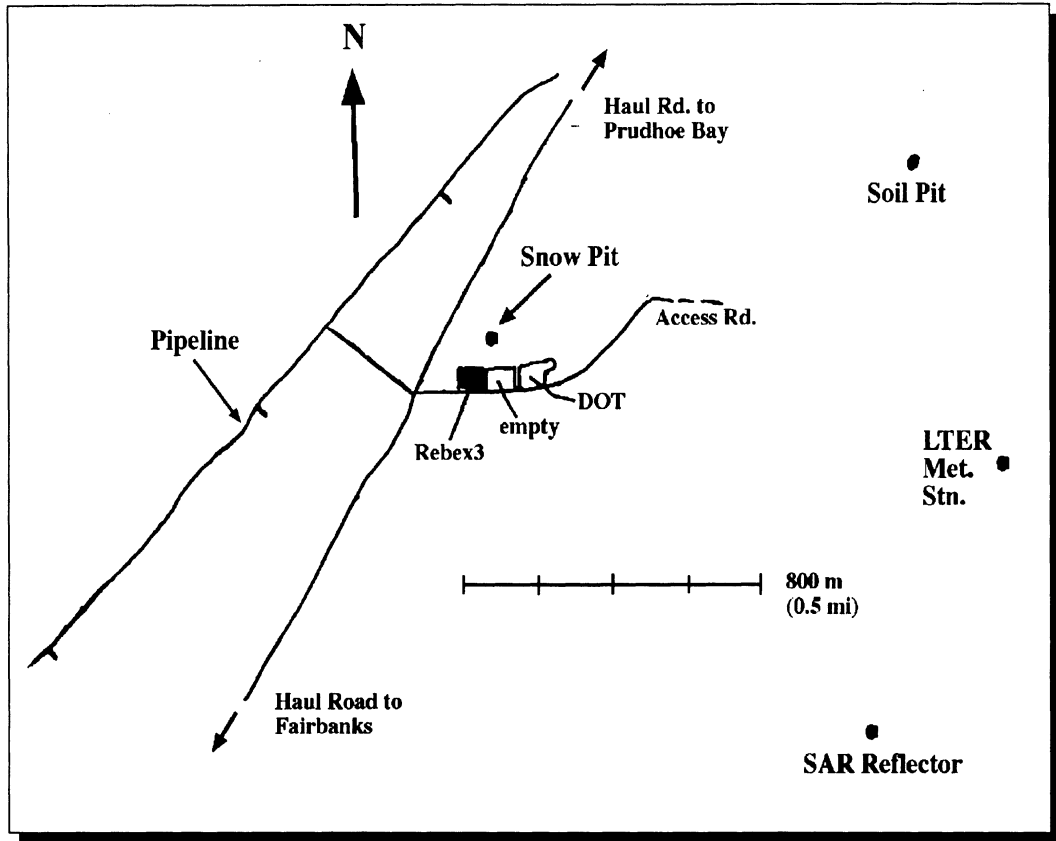 N
Haul Rd. to
Prudhoe Bay
Soil Pit
Snow Pit
Access Rd.
Pipeline
DOT
empty
Rebex3
LTER
Met.
Stn.
800 m
(0.5 mi)
Haul Road to
Fairbanks
SAR Reflector